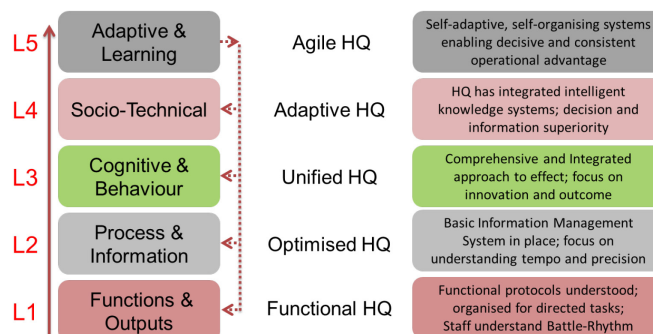 L5
Adaptive &
Learning
Agile HQ
Self-adaptive, self-organising systems
enabling decisive and consistent
operational advantage
L4
Socio-Technical
Adaptive HQ
HQ has integrated intelligent
knowledge systems; decision and
information superiority
L3
Cognitive &
Behaviour
Unified HQ
Comprehensive and Integrated
approach to effect; focus on
innovation and outcome
L2
Process &
Information
Optimised HQ
Basic Information Management
System in place; focus on
understanding tempo and precision
L1
Functions &
Outputs
Functional HQ
Functional protocols understood;
organised for directed tasks;
Staff understand Battle-Rhythm